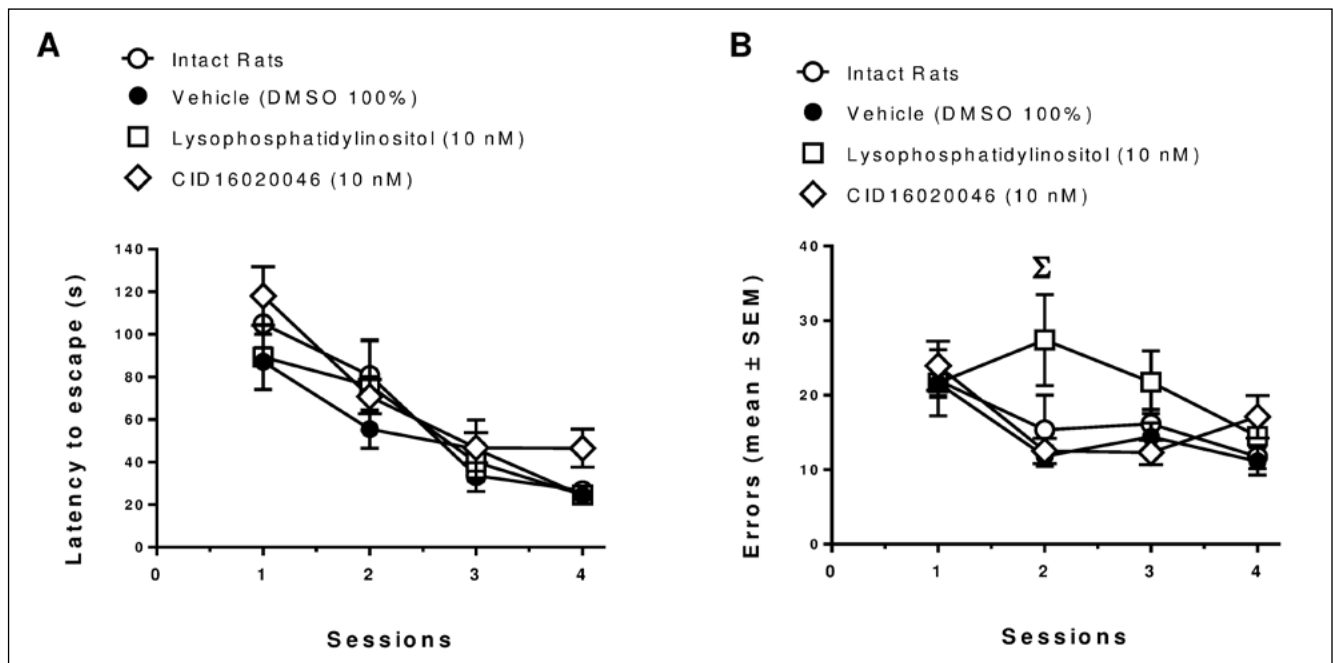 A
Intact Rats
Vehicle (DMSO 100%)
Lysophosphatidylinositol (10 nM)
CID16020046 (10 nM)
Latency to escape (s)
140
120
100
80
60
40
20
0
0 1 2 3 4
Sessions
B
Intact Rats
Vehicle (DMSO 100%)
Lysophosphatidylinositol (10 nM)
CID16020046 (10 nM)
Errors (mean ± SEM)
40
30
20
10
0
Σ
0 1 2 3 4
Sessions